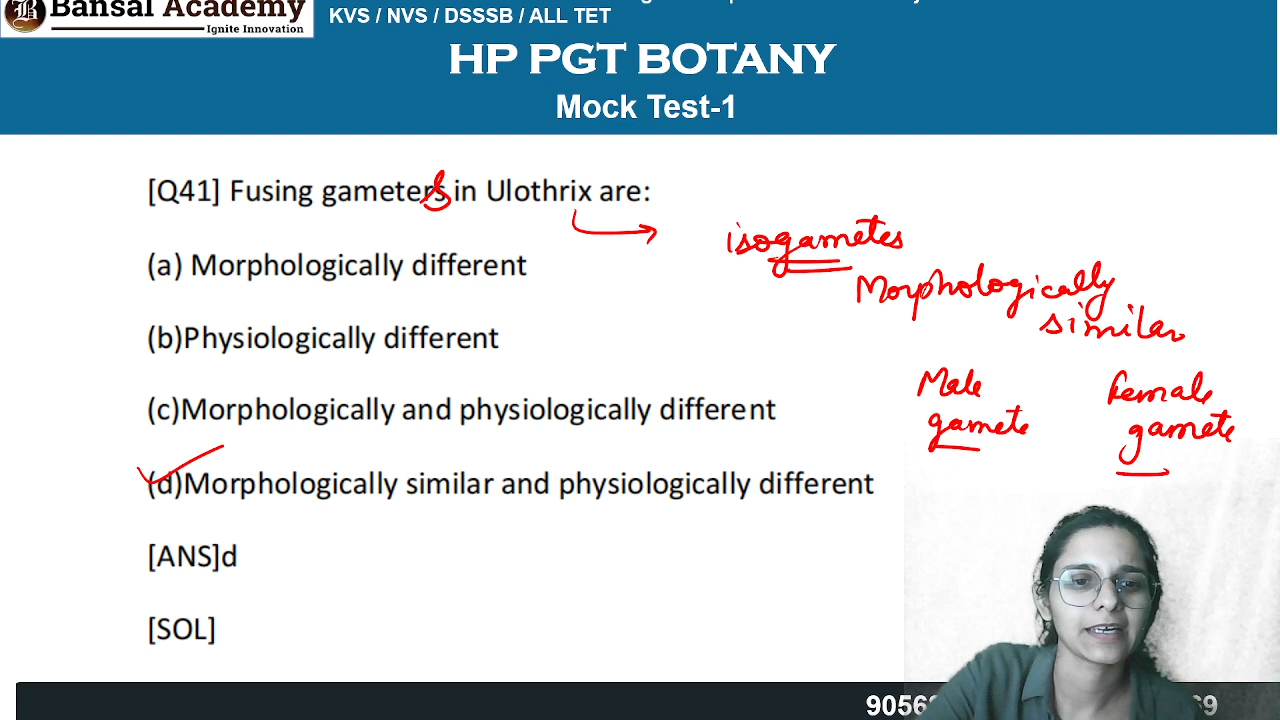 Bansal Academy
Ignite Innovation
KVS / NVS / DSSSB / ALL TET
HP PGT BOTANY
Mock Test-1
[Q41] Fusing gameters in Ulothrix are:
isogametes
Morphologically
similar
(a) Morphologically different
(b)Physiologically different
Male
gamete
Female
gamete
(c)Morphologically and physiologically different
(d)Morphologically similar and physiologically different
[ANS]d
[SOL]